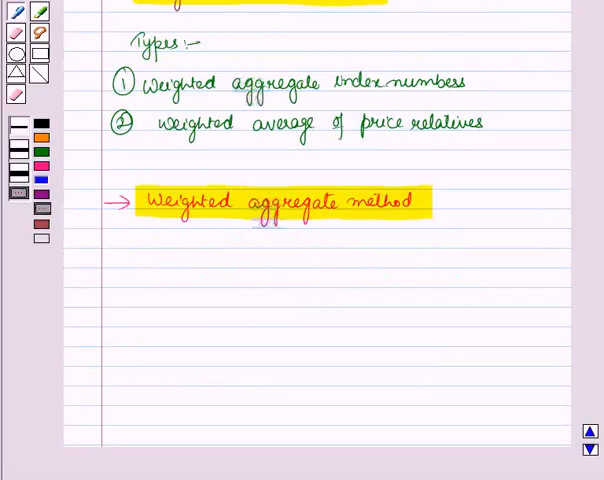 Types :-
① Weighted aggregate index numbers
② weighted average of price relatives
→ Weighted aggregate method